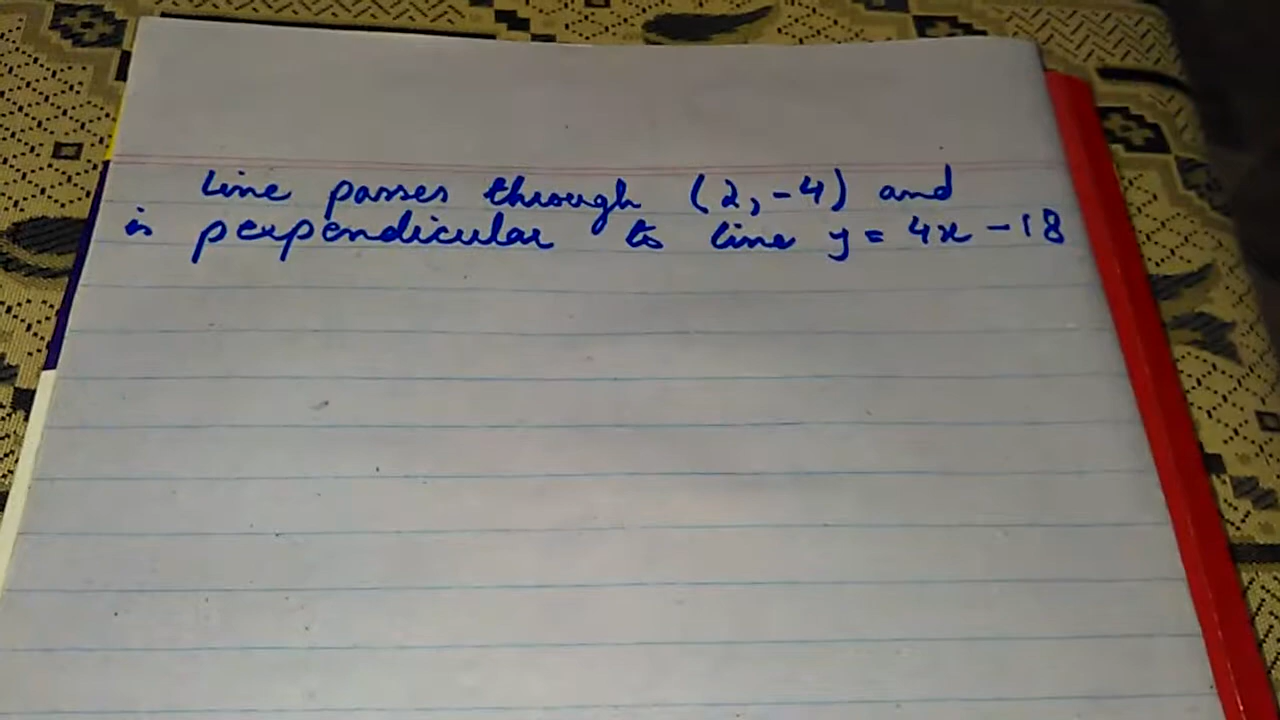 Line passes through (2, -4) and
is perpendicular to line y = 4x - 18